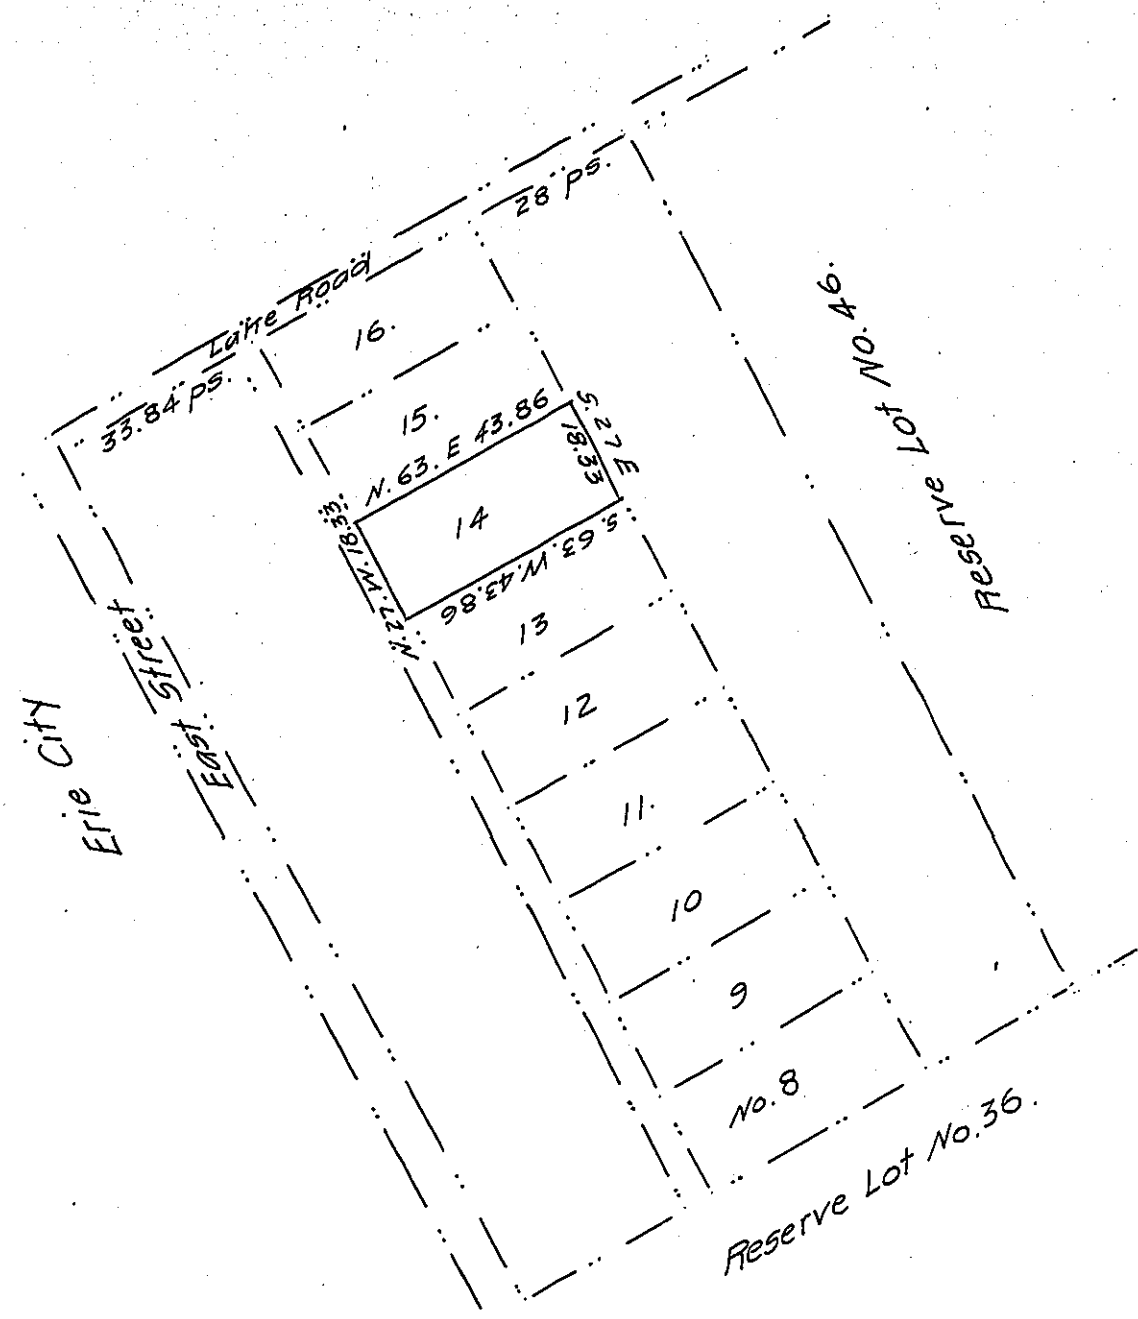 28 ps.
Lake Road
33.84 ps.
16.
15.
N. 63. E 43.86
S. 27 E
18.33
N. 27. W. 18.33.
14
S. 63. W. 43.86
13
12
11.
10
9
No. 8
Reserve Lot No. 46.
Erie City
East Street
Reserve Lot No. 36.